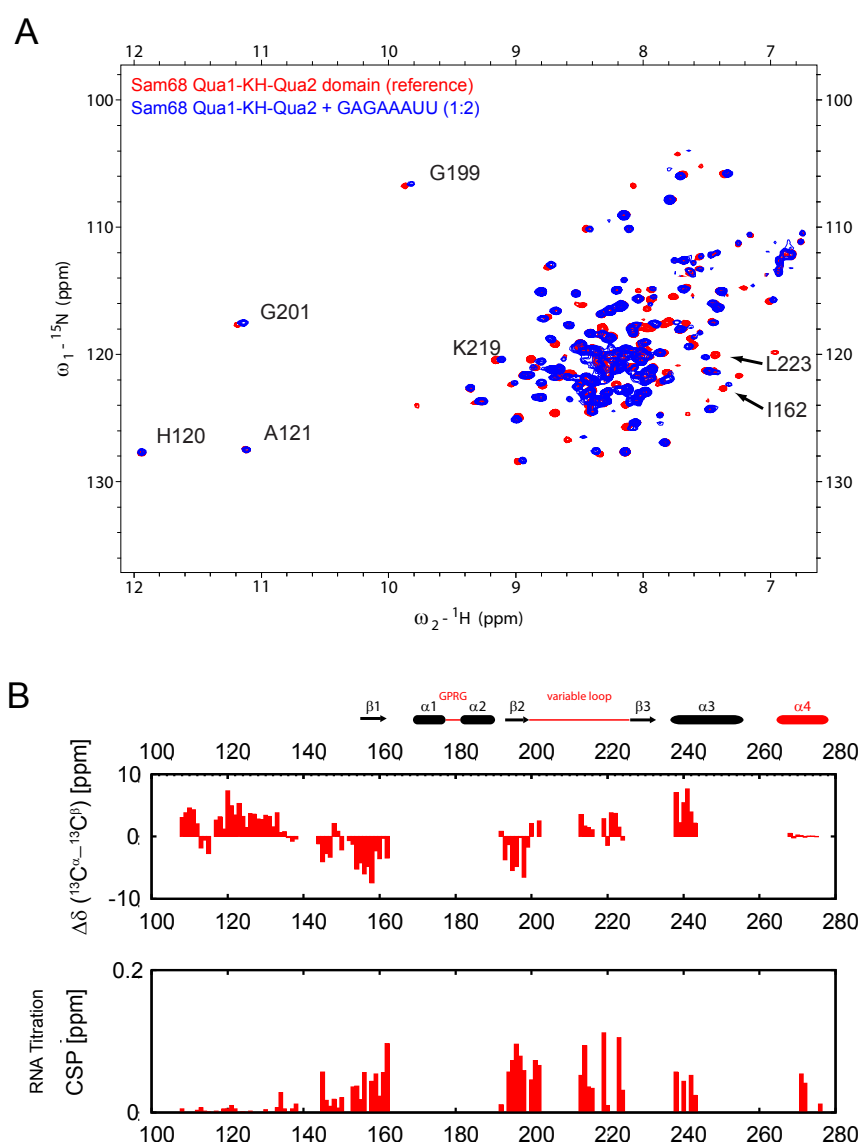 A
12 11 10 9 8 7
Sam68 Qua1-KH-Qua2 domain (reference)
Sam68 Qua1-KH-Qua2 + GAGAAAUU (1:2)
100 100
G199
110 110
G201
K219
120 120
L223
I162
H120 A121
130 130
ω1 - 15N (ppm)
12 11 10 9 8 7
ω2 - 1H (ppm)
B
β1 α1 GPRG α2 β2 variable loop β3 α3 α4
100 120 140 160 180 200 220 240 260 280
10
0
-10
Δδ (13Cα–13Cβ) [ppm]
100 120 140 160 180 200 220 240 260 280
0.2
0
RNA Titration
CSP [ppm]
100 120 140 160 180 200 220 240 260 280